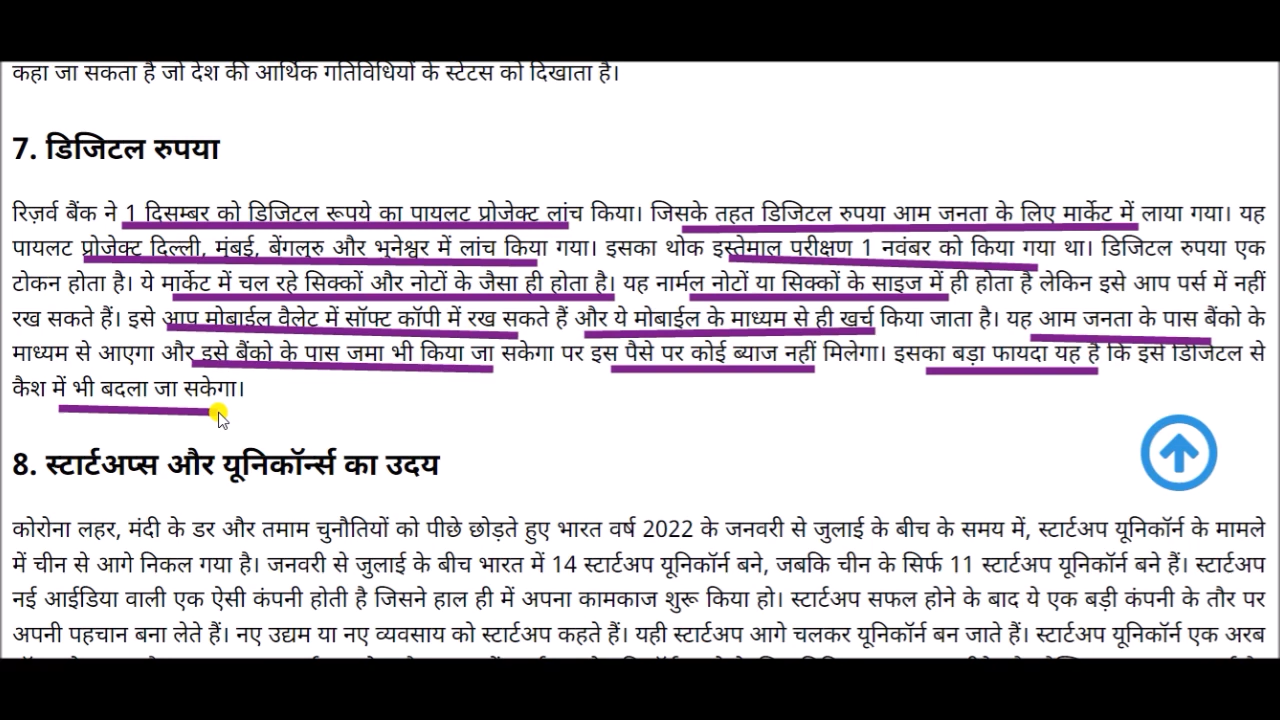 कहा जा सकता है जो देश की आर्थिक गतिविधियों के स्टेटस को दिखाता है।
7. डिजिटल रुपया
रिज़र्व बैंक ने 1 दिसम्बर को डिजिटल रूपये का पायलट प्रोजेक्ट लांच किया। जिसके तहत डिजिटल रुपया आम जनता के लिए मार्केट में लाया गया। यह
पायलट प्रोजेक्ट दिल्ली, मुंबई, बेंगलुरु और भुनेश्वर में लांच किया गया। इसका थोक इस्तेमाल परीक्षण 1 नवंबर को किया गया था। डिजिटल रुपया एक
टोकन होता है। ये मार्केट में चल रहे सिक्कों और नोटों के जैसा ही होता है। यह नार्मल नोटों या सिक्कों के साइज में ही होता है लेकिन इसे आप पर्स में नहीं
रख सकते हैं। इसे आप मोबाईल वैलेट में सॉफ्ट कॉपी में रख सकते हैं और ये मोबाईल के माध्यम से ही खर्च किया जाता है। यह आम जनता के पास बैंको के
माध्यम से आएगा और इसे बैंको के पास जमा भी किया जा सकेगा पर इस पैसे पर कोई ब्याज नहीं मिलेगा। इसका बड़ा फायदा यह है कि इसे डिजिटल से
कैश में भी बदला जा सकेगा।
8. स्टार्टअप्स और यूनिकॉर्न्स का उदय
कोरोना लहर, मंदी के डर और तमाम चुनौतियों को पीछे छोड़ते हुए भारत वर्ष 2022 के जनवरी से जुलाई के बीच के समय में, स्टार्टअप यूनिकॉर्न के मामले
में चीन से आगे निकल गया है। जनवरी से जुलाई के बीच भारत में 14 स्टार्टअप यूनिकॉर्न बने, जबकि चीन के सिर्फ 11 स्टार्टअप यूनिकॉर्न बने हैं। स्टार्टअप
नई आईडिया वाली एक ऐसी कंपनी होती है जिसने हाल ही में अपना कामकाज शुरू किया हो। स्टार्टअप सफल होने के बाद ये एक बड़ी कंपनी के तौर पर
अपनी पहचान बना लेते हैं। नए उद्यम या नए व्यवसाय को स्टार्टअप कहते हैं। यही स्टार्टअप आगे चलकर यूनिकॉर्न बन जाते हैं। स्टार्टअप यूनिकॉर्न एक अरब